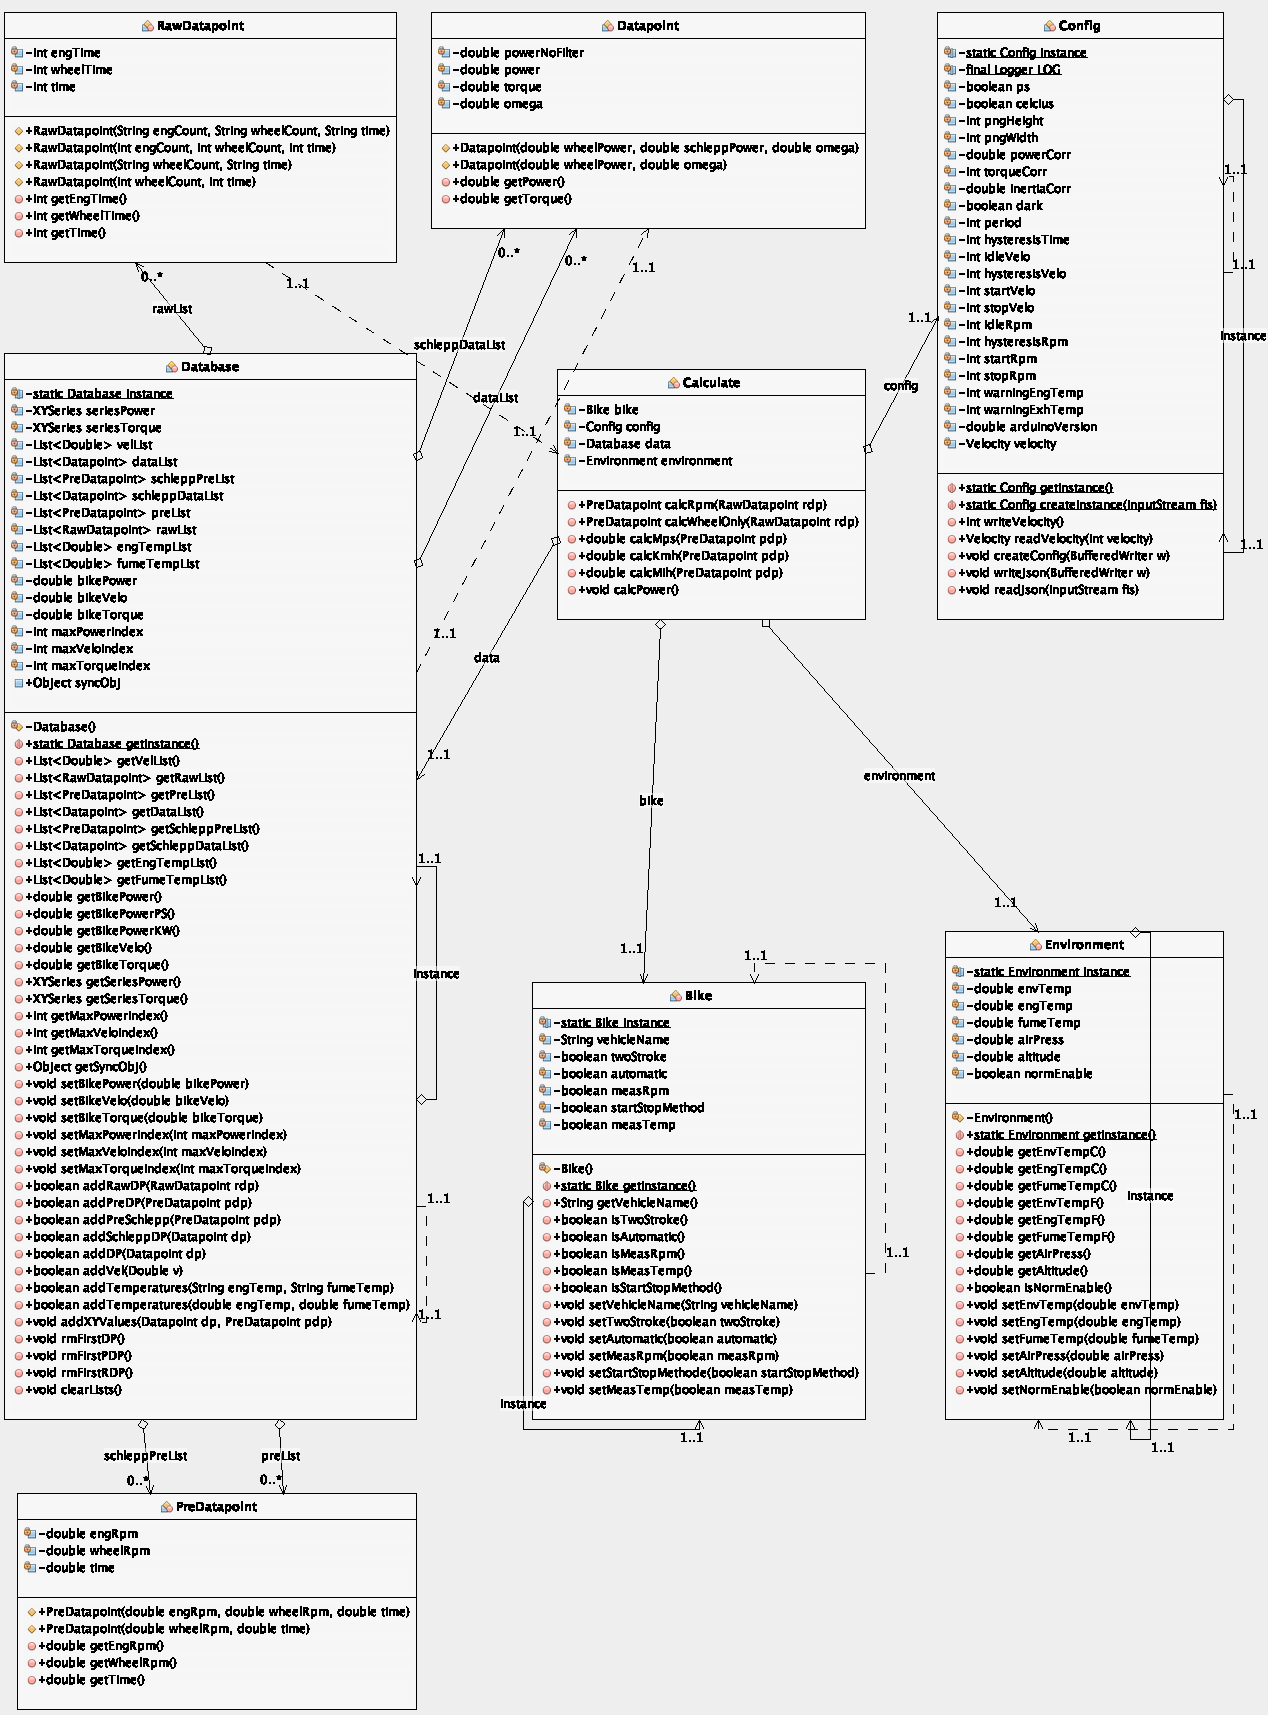 RawDatapoint
-int engTime
-int wheelTime
-int time
+RawDatapoint(String engCount, String wheelCount, String time)
+RawDatapoint(int engCount, int wheelCount, int time)
+RawDatapoint(String wheelCount, String time)
+RawDatapoint(int wheelCount, int time)
+int getEngTime()
+int getWheelTime()
+int getTime()
Datapoint
-double powerNoFilter
-double power
-double torque
-double omega
+Datapoint(double wheelPower, double schleppPower, double omega)
+Datapoint(double wheelPower, double omega)
+double getPower()
+double getTorque()
Config
-static Config instance
-final Logger LOG
-boolean ps
-boolean celcius
-int pngHeight
-int pngWidth
-double powerCorr
-int torqueCorr
-double inertiaCorr
-boolean dark
-int period
-int hysteresisTime
-int idleVelo
-int hysteresisVelo
-int startVelo
-int stopVelo
-int idleRpm
-int hysteresisRpm
-int startRpm
-int stopRpm
-int warningEngTemp
-int warningExhTemp
-double arduinoVersion
-Velocity velocity
+static Config getInstance()
+static Config createInstance(InputStream fis)
+int writeVelocity()
+Velocity readVelocity(int velocity)
+void createConfig(BufferedWriter w)
+void writeJson(BufferedWriter w)
+void readJson(InputStream fis)
1..1
1..1
instance
1..1
0..*
rawList
1..1
0..*
0..*
1..1
schleppDataList
dataList
1..1
1..1
config
Database
-static Database instance
-XYSeries seriesPower
-XYSeries seriesTorque
-List<Double> velList
-List<Datapoint> dataList
-List<PreDatapoint> schleppPreList
-List<Datapoint> schleppDataList
-List<PreDatapoint> preList
-List<RawDatapoint> rawList
-List<Double> engTempList
-List<Double> fumeTempList
-double bikePower
-double bikeVelo
-double bikeTorque
-int maxPowerIndex
-int maxVeloIndex
-int maxTorqueIndex
+Object syncObj
-Database()
+static Database getInstance()
+List<Double> getVelList()
+List<RawDatapoint> getRawList()
+List<PreDatapoint> getPreList()
+List<Datapoint> getDataList()
+List<PreDatapoint> getSchleppPreList()
+List<Datapoint> getSchleppDataList()
+List<Double> getEngTempList()
+List<Double> getFumeTempList()
+double getBikePower()
+double getBikePowerPS()
+double getBikePowerKW()
+double getBikeVelo()
+double getBikeTorque()
+XYSeries getSeriesPower()
+XYSeries getSeriesTorque()
+int getMaxPowerIndex()
+int getMaxVeloIndex()
+int getMaxTorqueIndex()
+Object getSyncObj()
+void setBikePower(double bikePower)
+void setBikeVelo(double bikeVelo)
+void setBikeTorque(double bikeTorque)
+void setMaxPowerIndex(int maxPowerIndex)
+void setMaxVeloIndex(int maxVeloIndex)
+void setMaxTorqueIndex(int maxTorqueIndex)
+boolean addRawDP(RawDatapoint rdp)
+boolean addPreDP(PreDatapoint pdp)
+boolean addPreSchlepp(PreDatapoint pdp)
+boolean addSchleppDP(Datapoint dp)
+boolean addDP(Datapoint dp)
+boolean addVel(Double v)
+boolean addTemperatures(String engTemp, String fumeTemp)
+boolean addTemperatures(double engTemp, double fumeTemp)
+void addXYValues(Datapoint dp, PreDatapoint pdp)
+void rmFirstDP()
+void rmFirstPDP()
+void rmFirstRDP()
+void clearLists()
Calculate
-Bike bike
-Config config
-Database data
-Environment environment
+PreDatapoint calcRpm(RawDatapoint rdp)
+PreDatapoint calcWheelOnly(RawDatapoint rdp)
+double calcMps(PreDatapoint pdp)
+double calcKmh(PreDatapoint pdp)
+double calcMih(PreDatapoint pdp)
+void calcPower()
1..1
data
1..1
bike
1..1
environment
1..1
1..1
instance
1..1
1..1
Bike
-static Bike instance
-String vehicleName
-boolean twoStroke
-boolean automatic
-boolean measRpm
-boolean startStopMethod
-boolean measTemp
-Bike()
+static Bike getInstance()
+String getVehicleName()
+boolean isTwoStroke()
+boolean isAutomatic()
+boolean isMeasRpm()
+boolean isMeasTemp()
+boolean isStartStopMethod()
+void setVehicleName(String vehicleName)
+void setTwoStroke(boolean twoStroke)
+void setAutomatic(boolean automatic)
+void setMeasRpm(boolean measRpm)
+void setStartStopMethode(boolean startStopMethod)
+void setMeasTemp(boolean measTemp)
1..1
1..1
instance
1..1
Environment
-static Environment instance
-double envTemp
-double engTemp
-double fumeTemp
-double airPress
-double altitude
-boolean normEnable
-Environment()
+static Environment getInstance()
+double getEnvTempC()
+double getEngTempC()
+double getFumeTempC()
+double getEnvTempF()
+double getEngTempF()
+double getFumeTempF()
+double getAirPress()
+double getAltitude()
+boolean isNormEnable()
+void setEnvTemp(double envTemp)
+void setEngTemp(double engTemp)
+void setFumeTemp(double fumeTemp)
+void setAirPress(double airPress)
+void setAltitude(double altitude)
+void setNormEnable(boolean normEnable)
1..1
instance
1..1
1..1
schleppPreList
preList
0..*
0..*
PreDatapoint
-double engRpm
-double wheelRpm
-double time
+PreDatapoint(double engRpm, double wheelRpm, double time)
+PreDatapoint(double wheelRpm, double time)
+double getEngRpm()
+double getWheelRpm()
+double getTime()